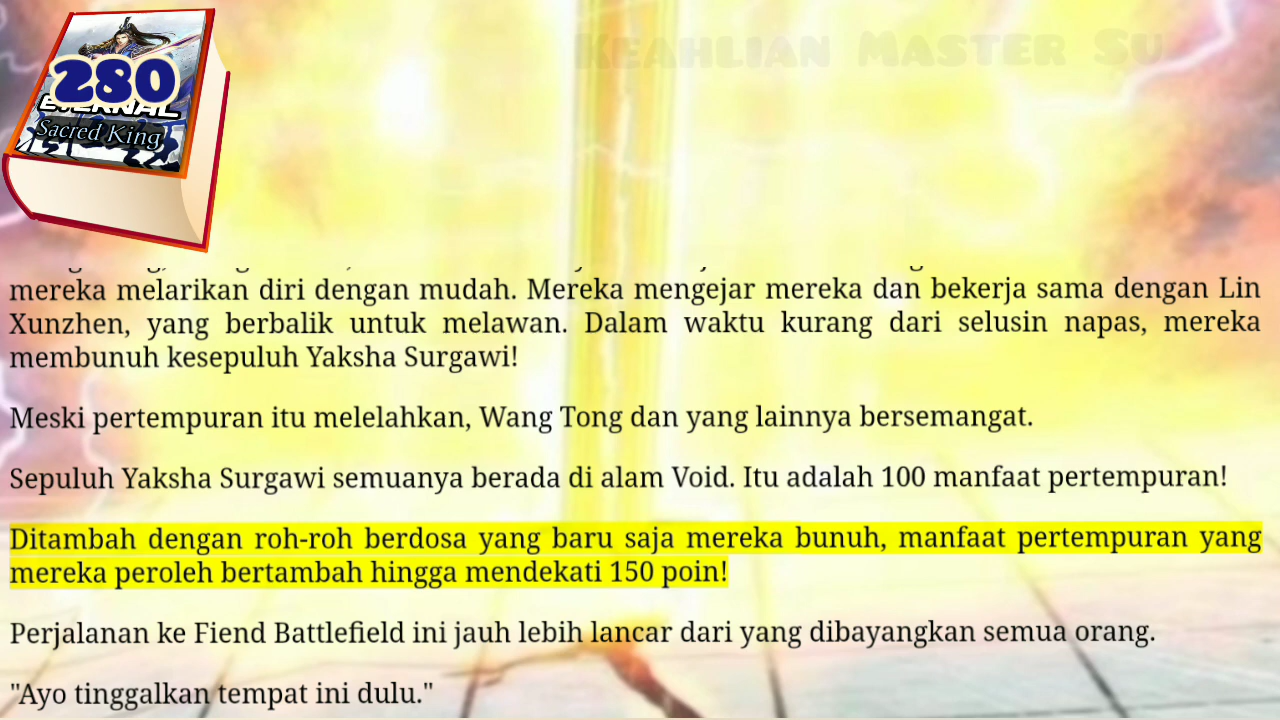 Keahlian Master Su
280
ETERNAL
Sacred King
mereka melarikan diri dengan mudah. Mereka mengejar mereka dan bekerja sama dengan Lin
Xunzhen, yang berbalik untuk melawan. Dalam waktu kurang dari selusin napas, mereka
membunuh kesepuluh Yaksha Surgawi!
Meski pertempuran itu melelahkan, Wang Tong dan yang lainnya bersemangat.
Sepuluh Yaksha Surgawi semuanya berada di alam Void. Itu adalah 100 manfaat pertempuran!
Ditambah dengan roh-roh berdosa yang baru saja mereka bunuh, manfaat pertempuran yang
mereka peroleh bertambah hingga mendekati 150 poin!
Perjalanan ke Fiend Battlefield ini jauh lebih lancar dari yang dibayangkan semua orang.
"Ayo tinggalkan tempat ini dulu."